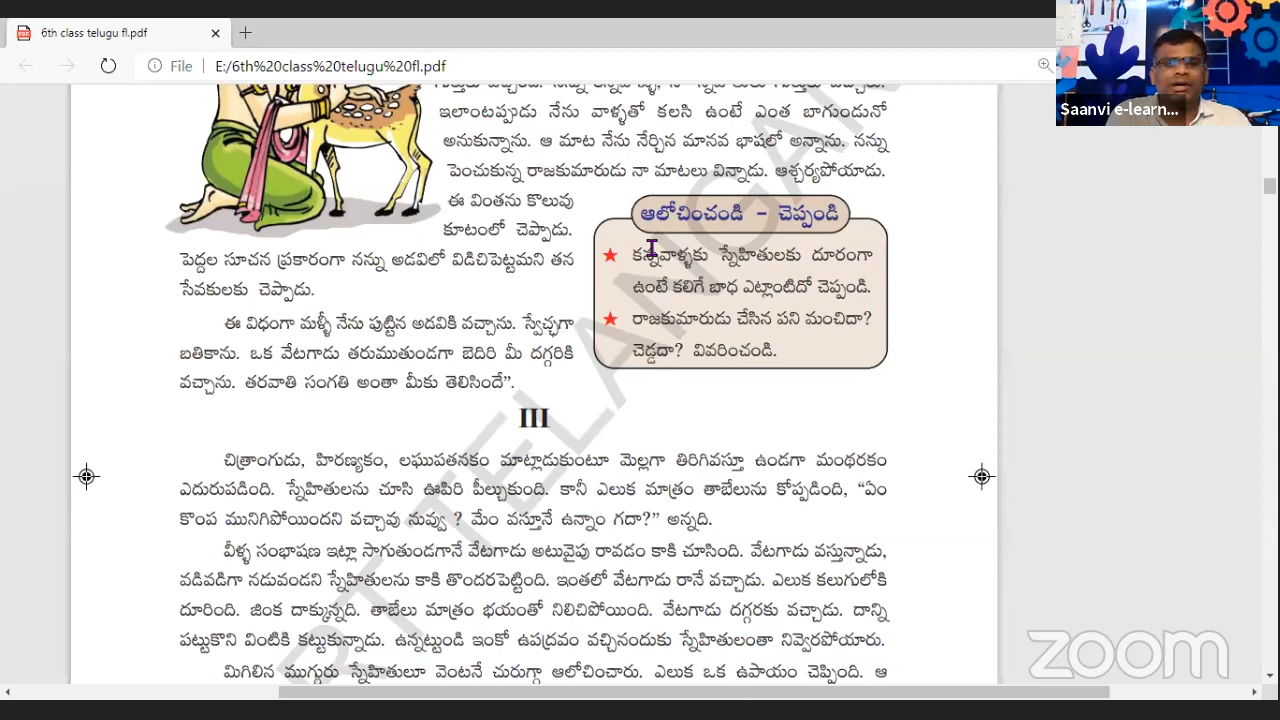 6th class telugu fl.pdf
File
E:/6th%20class%20telugu%20fl.pdf
Saanvi e-learn...
ఇలాంటప్పుడు నేను వాళ్ళతో కలసి ఉంటే ఎంత బాగుండునో
అనుకున్నాను. ఆ మాట నేను నేర్చిన మానవ భాషలో అన్నాను. నన్ను
పెంచుకున్న రాజకుమారుడు నా మాటలు విన్నాడు. ఆశ్చర్యపోయాడు.
ఈ వింతను కొలువు
కూటంలో చెప్పాడు.
పెద్దల సూచన ప్రకారంగా నన్ను అడవిలో విడిచిపెట్టమని తన
సేవకులకు చెప్పాడు.
ఈ విధంగా మళ్ళీ నేను పుట్టిన అడవికి వచ్చాను. స్వేచ్ఛగా
బతికాను. ఒక వేటగాడు తరుముతుండగా బెదిరి మీ దగ్గరికి
వచ్చాను. తరవాతి సంగతి అంతా మీకు తెలిసిందే”.
ఆలోచించండి – చెప్పండి
★ కన్నవాళ్ళకు స్నేహితులకు దూరంగా
ఉంటే కలిగే బాధ ఎట్లాంటిదో చెప్పండి.
★ రాజకుమారుడు చేసిన పని మంచిదా?
చెడ్డదా? వివరించండి.
III
చిత్రాంగుడు, హిరణ్యకం, లఘుపతనకం మాట్లాడుకుంటూ మెల్లగా తిరిగివస్తూ ఉండగా మంథరకం
ఎదురుపడింది. స్నేహితులను చూసి ఊపిరి పీల్చుకుంది. కానీ ఎలుక మాత్రం తాబేలును కోప్పడింది, “ఏం
కొంప మునిగిపోయిందని వచ్చావు నువ్వు ? మేం వస్తూనే ఉన్నాం గదా?” అన్నది.
వీళ్ళ సంభాషణ ఇట్లా సాగుతుండగానే వేటగాడు అటువైపు రావడం కాకి చూసింది. వేటగాడు వస్తున్నాడు,
వడివడిగా నడువండని స్నేహితులను కాకి తొందరపెట్టింది. ఇంతలో వేటగాడు రానే వచ్చాడు. ఎలుక కలుగులోకి
దూరింది. జింక దాక్కున్నది. తాబేలు మాత్రం భయంతో నిలిచిపోయింది. వేటగాడు దగ్గరకు వచ్చాడు. దాన్ని
పట్టుకొని వింటికి కట్టుకున్నాడు. ఉన్నట్టుండి ఇంకో ఉపద్రవం వచ్చినందుకు స్నేహితులంతా నివ్వెరపోయారు.
మిగిలిన ముగ్గురు స్నేహితులూ వెంటనే చురుగ్గా ఆలోచించారు. ఎలుక ఒక ఉపాయం చెప్పింది. ఆ
RT TELANGANA
zoom